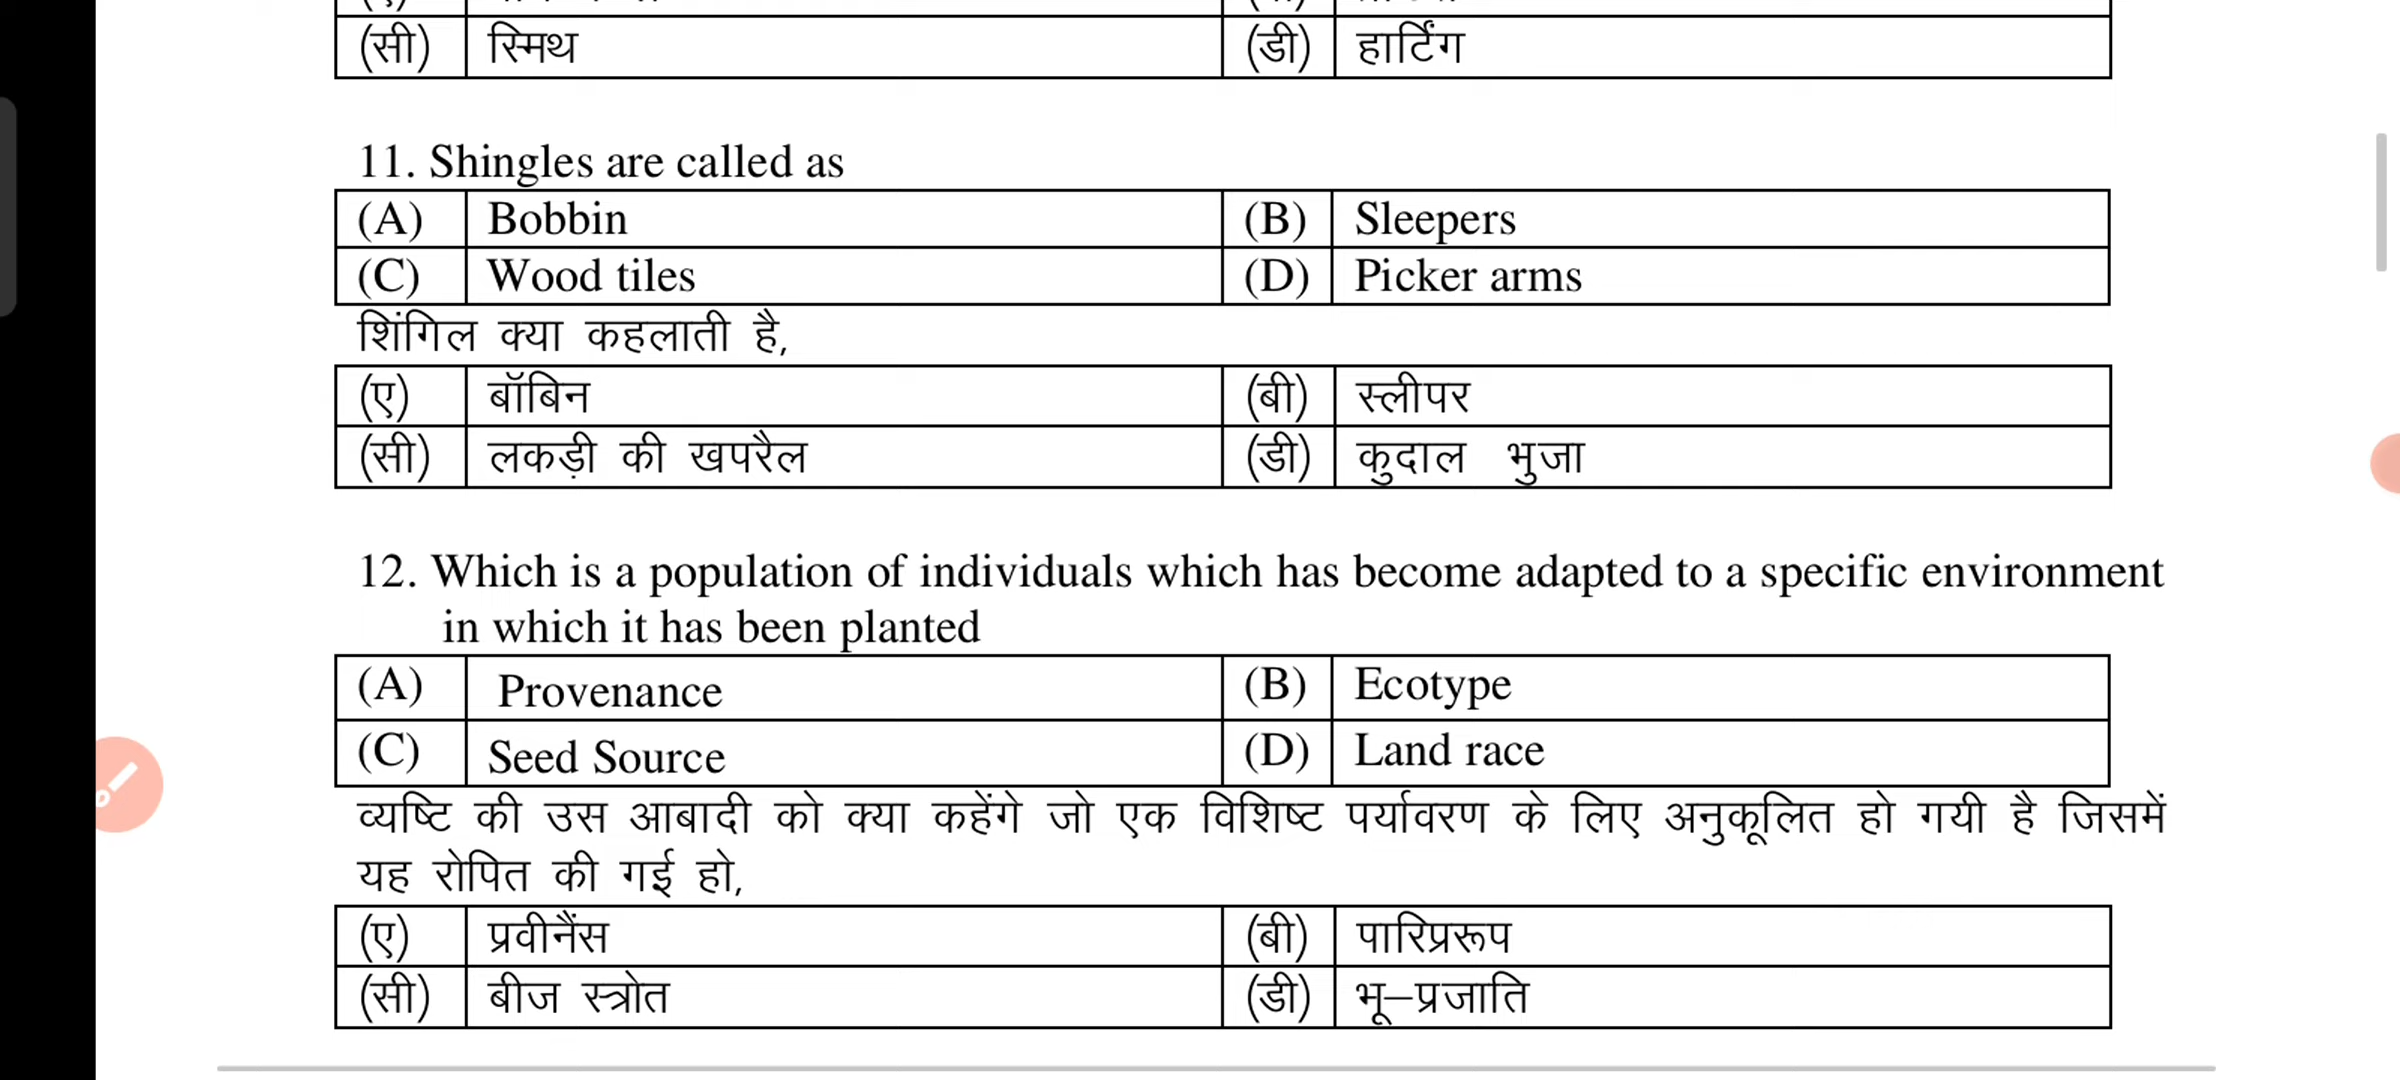 (सी) स्मिथ (डी) हार्टिंग
11. Shingles are called as
(A) Bobbin (B) Sleepers
(C) Wood tiles (D) Picker arms
शिंगिल क्या कहलाती है,
(ए) बॉबिन (बी) स्लीपर
(सी) लकड़ी की खपरैल (डी) कुदाल भुजा
12. Which is a population of individuals which has become adapted to a specific environment
in which it has been planted
(A) Provenance (B) Ecotype
(C) Seed Source (D) Land race
व्यष्टि की उस आबादी को क्या कहेंगे जो एक विशिष्ट पर्यावरण के लिए अनुकूलित हो गयी है जिसमें
यह रोपित की गई हो,
(ए) प्रवीनैंस (बी) पारिप्ररूप
(सी) बीज स्त्रोत (डी) भू–प्रजाति